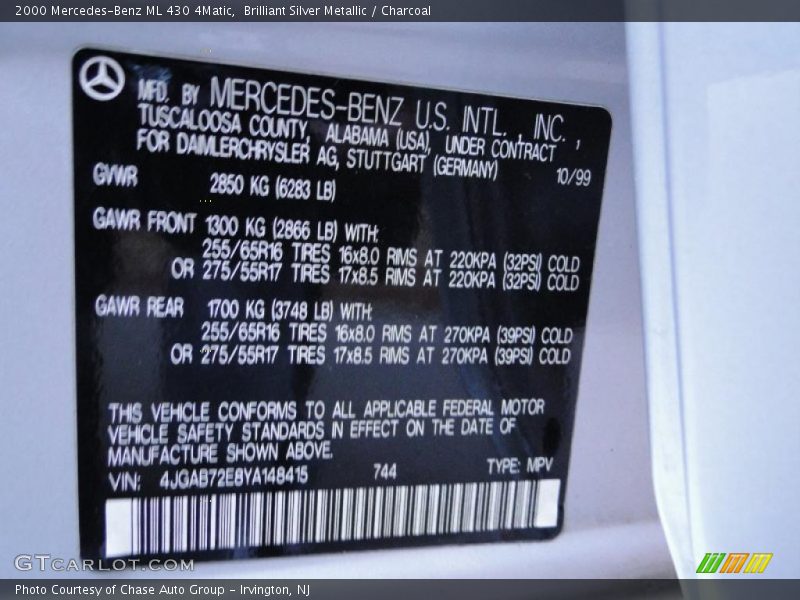 2000 Mercedes-Benz ML 430 4Matic,  Brilliant Silver Metallic / Charcoal
MFD. BY MERCEDES-BENZ U.S. INTL., INC.,
TUSCALOOSA COUNTY, ALABAMA (USA), UNDER CONTRACT
FOR DAIMLERCHRYSLER AG, STUTTGART (GERMANY)
10/99
GVWR 2850 KG (6283 LB)
GAWR FRONT 1300 KG (2866 LB) WITH:
255/65R16 TIRES 16x8.0 RIMS AT 220KPA (32PSI) COLD
OR 275/55R17 TIRES 17x8.5 RIMS AT 220KPA (32PSI) COLD
GAWR REAR 1700 KG (3748 LB) WITH:
255/65R16 TIRES 16x8.0 RIMS AT 270KPA (39PSI) COLD
OR 275/55R17 TIRES 17x8.5 RIMS AT 270KPA (39PSI) COLD
THIS VEHICLE CONFORMS TO ALL APPLICABLE FEDERAL MOTOR
VEHICLE SAFETY STANDARDS IN EFFECT ON THE DATE OF
MANUFACTURE SHOWN ABOVE.
VIN: 4JGAB72E8YA148415 744 TYPE: MPV
GTCARLOT.COM
Photo Courtesy of Chase Auto Group - Irvington, NJ